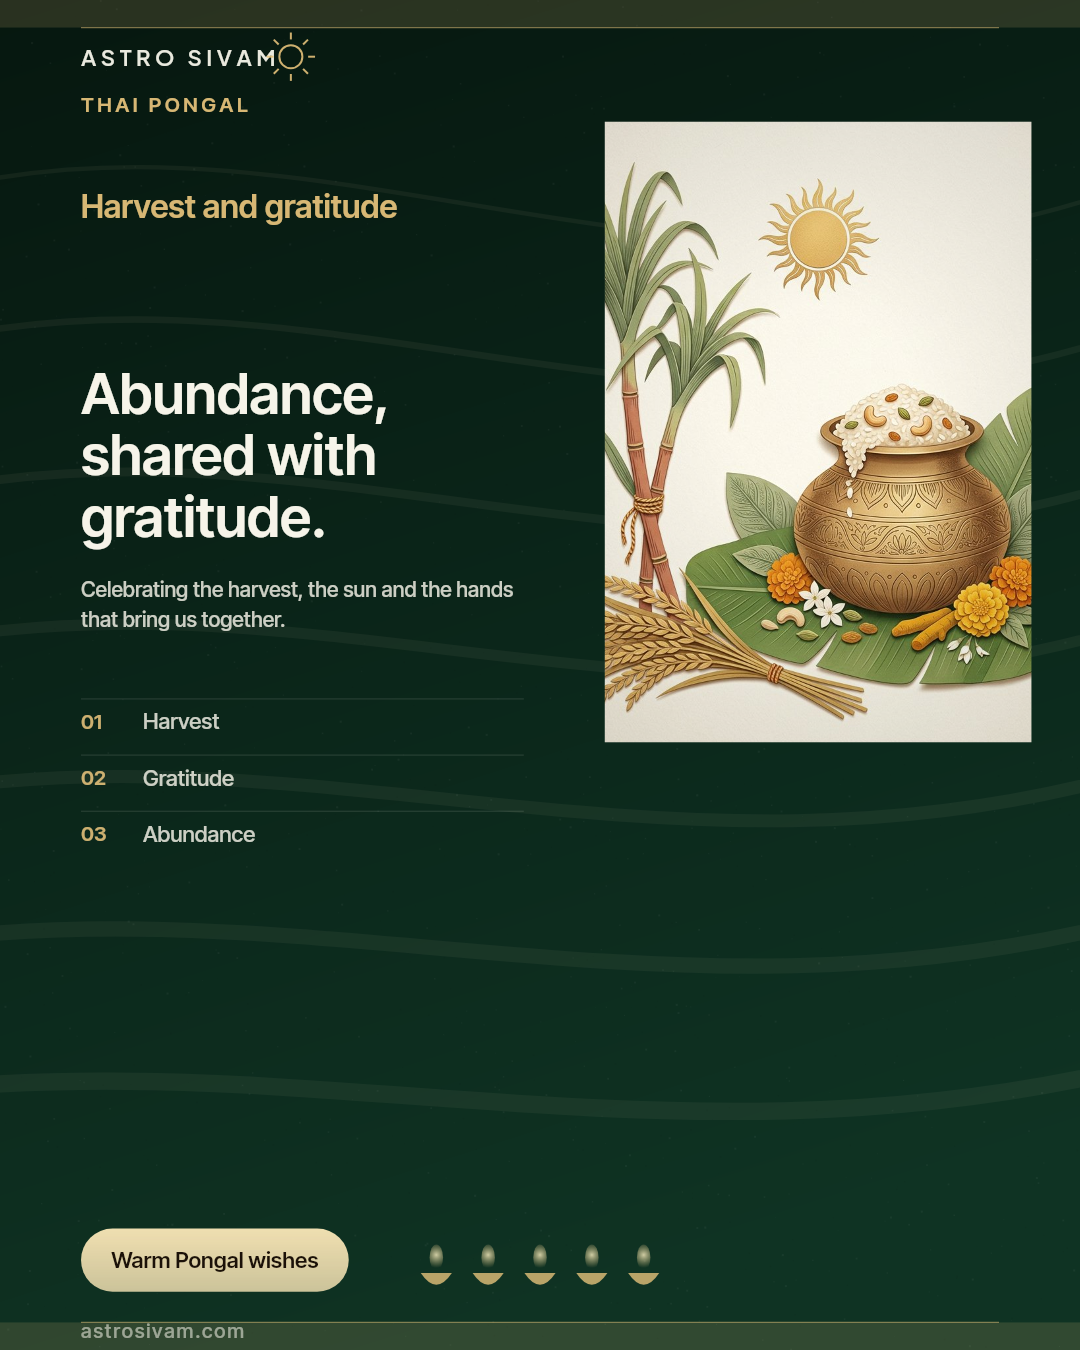 ASTRO SIVAM
THAI PONGAL
Harvest and gratitude
Abundance,
shared with
gratitude.
Celebrating the harvest, the sun and the hands
that bring us together.
01 Harvest
02 Gratitude
03 Abundance
Warm Pongal wishes
astrosivam.com